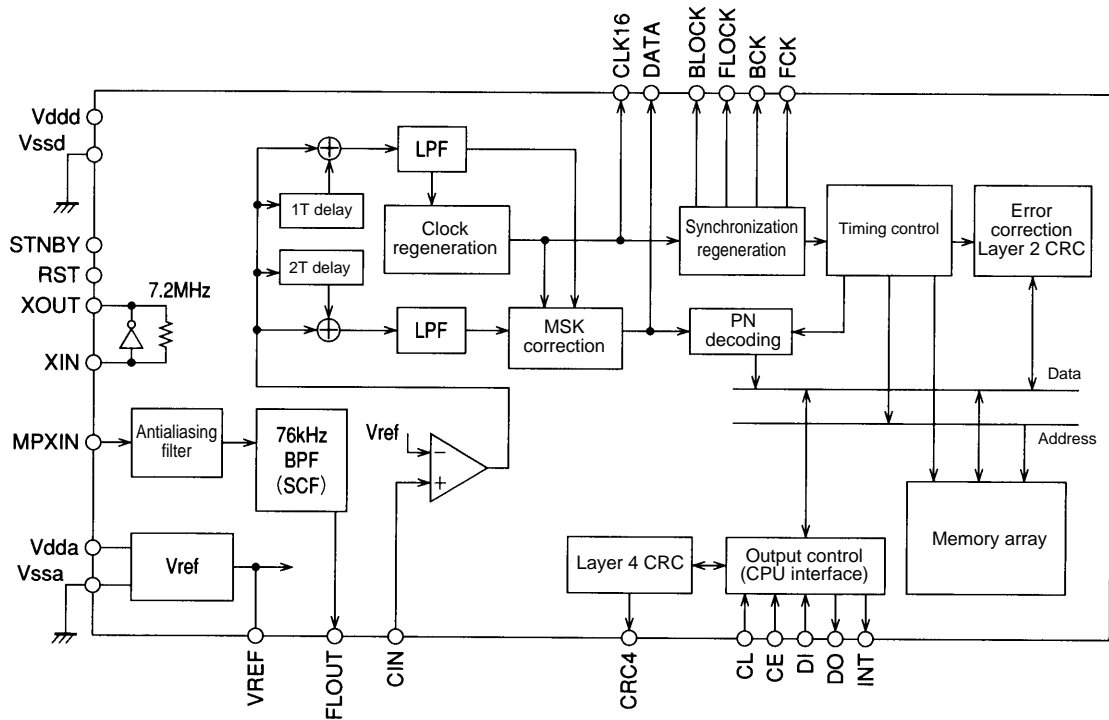 CLK16
DATA
BLOCK
FLOCK
BCK
FCK
Vddd
Vssd
STNBY
RST
XOUT
7.2MHz
XIN
MPXIN
Vdda
Vssa
LPF
1T delay
Clock
regeneration
2T delay
LPF
MSK
correction
Synchronization
regeneration
Timing control
Error
correction
Layer 2 CRC
PN
decoding
Data
Address
Antialiasing
filter
76kHz
BPF
(SCF)
Vref
−
+
Vref
Layer 4 CRC
Output control
(CPU interface)
Memory array
VREF
FLOUT
CIN
CRC4
CL
CE
DI
DO
INT